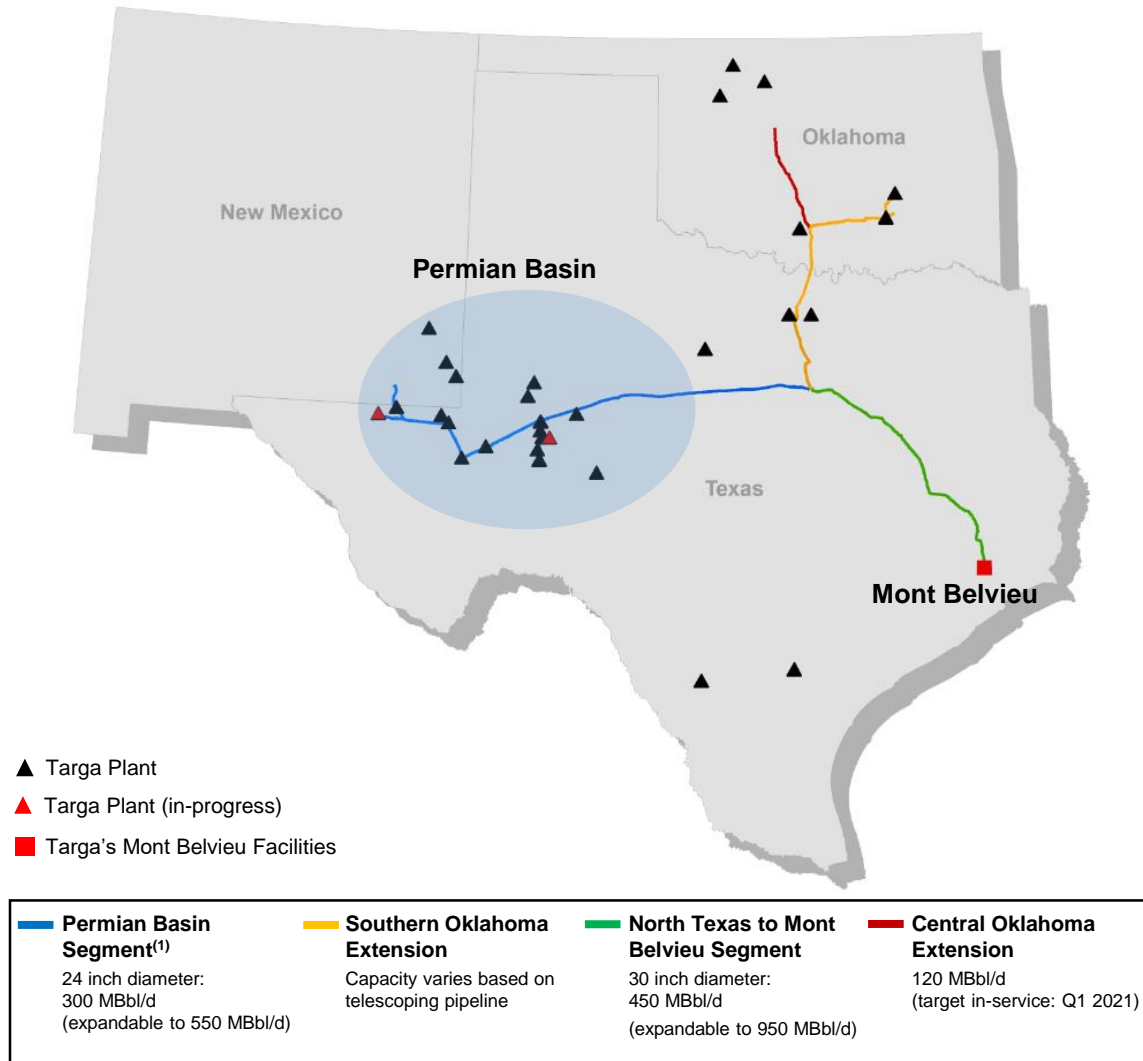 Oklahoma
New Mexico
Permian Basin
Texas
Mont Belvieu
Targa Plant
Targa Plant (in-progress)
Targa's Mont Belvieu Facilities
Permian Basin
Segment(1)
24 inch diameter:
300 MBbl/d
(expandable to 550 MBbl/d)
Southern Oklahoma
Extension
Capacity varies based on
telescoping pipeline
North Texas to Mont
Belvieu Segment
30 inch diameter:
450 MBbl/d
(expandable to 950 MBbl/d)
Central Oklahoma
Extension
120 MBbl/d
(target in-service: Q1 2021)